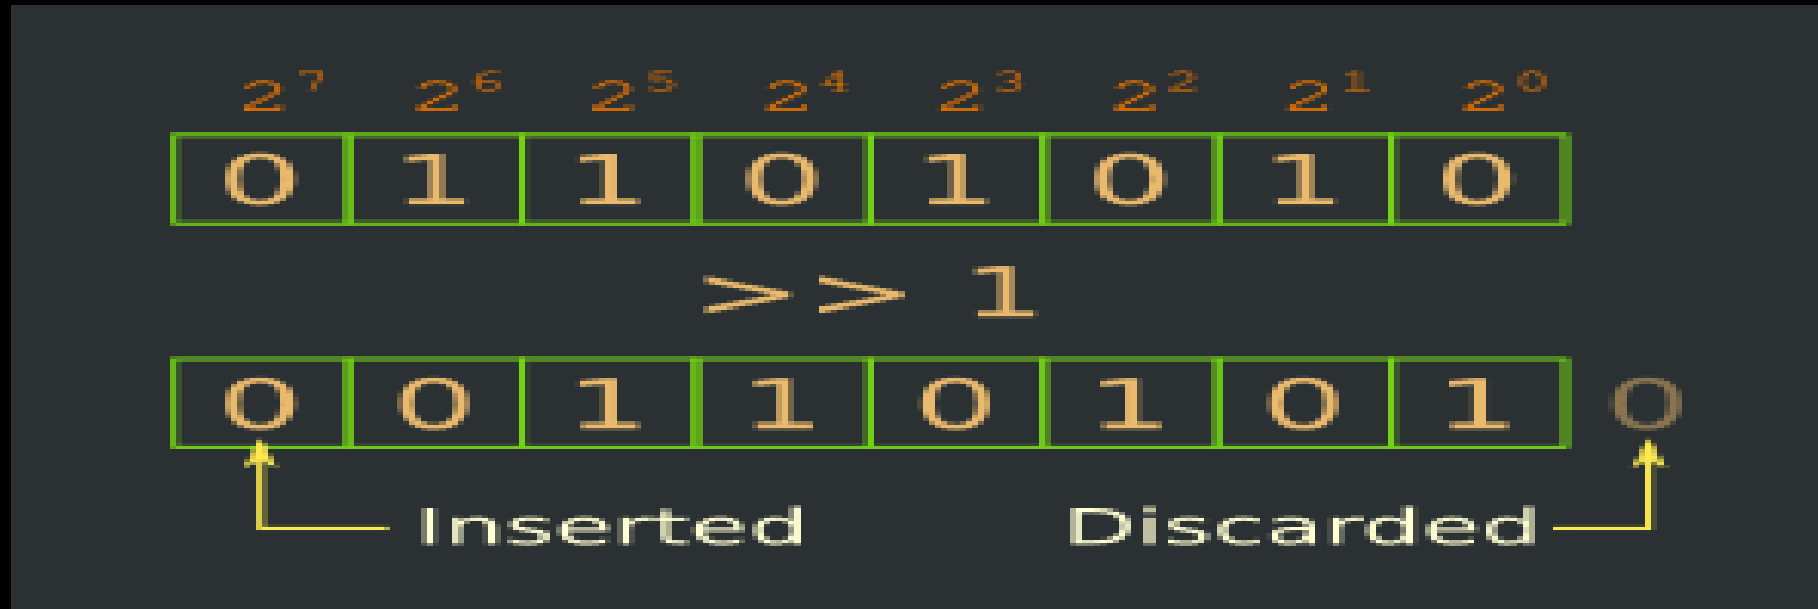 2⁷ 2⁶ 2⁵ 2⁴ 2³ 2² 2¹ 2⁰
0 1 1 0 1 0 1 0
>> 1
0 0 1 1 0 1 0 1 0
Inserted Discarded